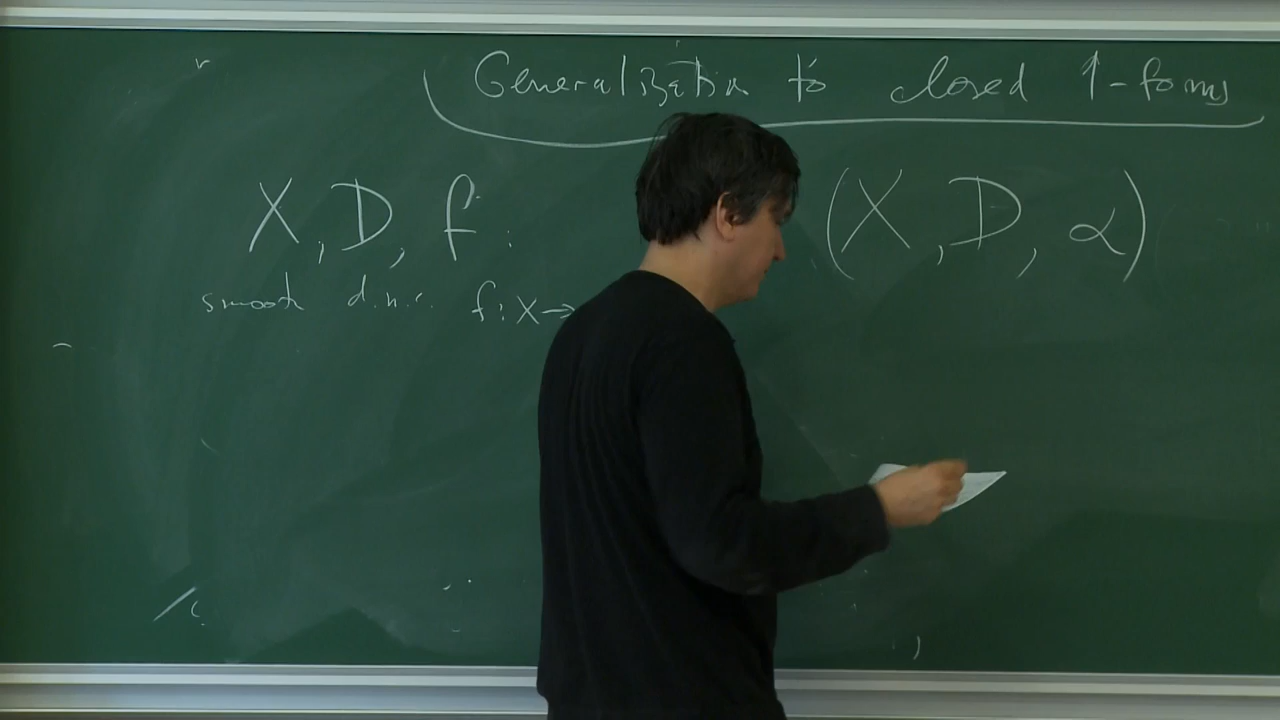 Generalization to closed 1-forms
X, D, f : (X, D, α)
smooth d.n.c. f: X →